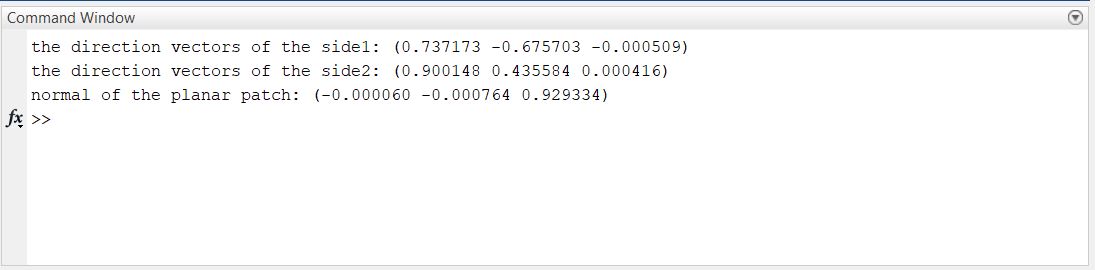 Command Window
the direction vectors of the side1: (0.737173 -0.675703 -0.000509)
the direction vectors of the side2: (0.900148 0.435584 0.000416)
normal of the planar patch: (-0.000060 -0.000764 0.929334)
fx >>